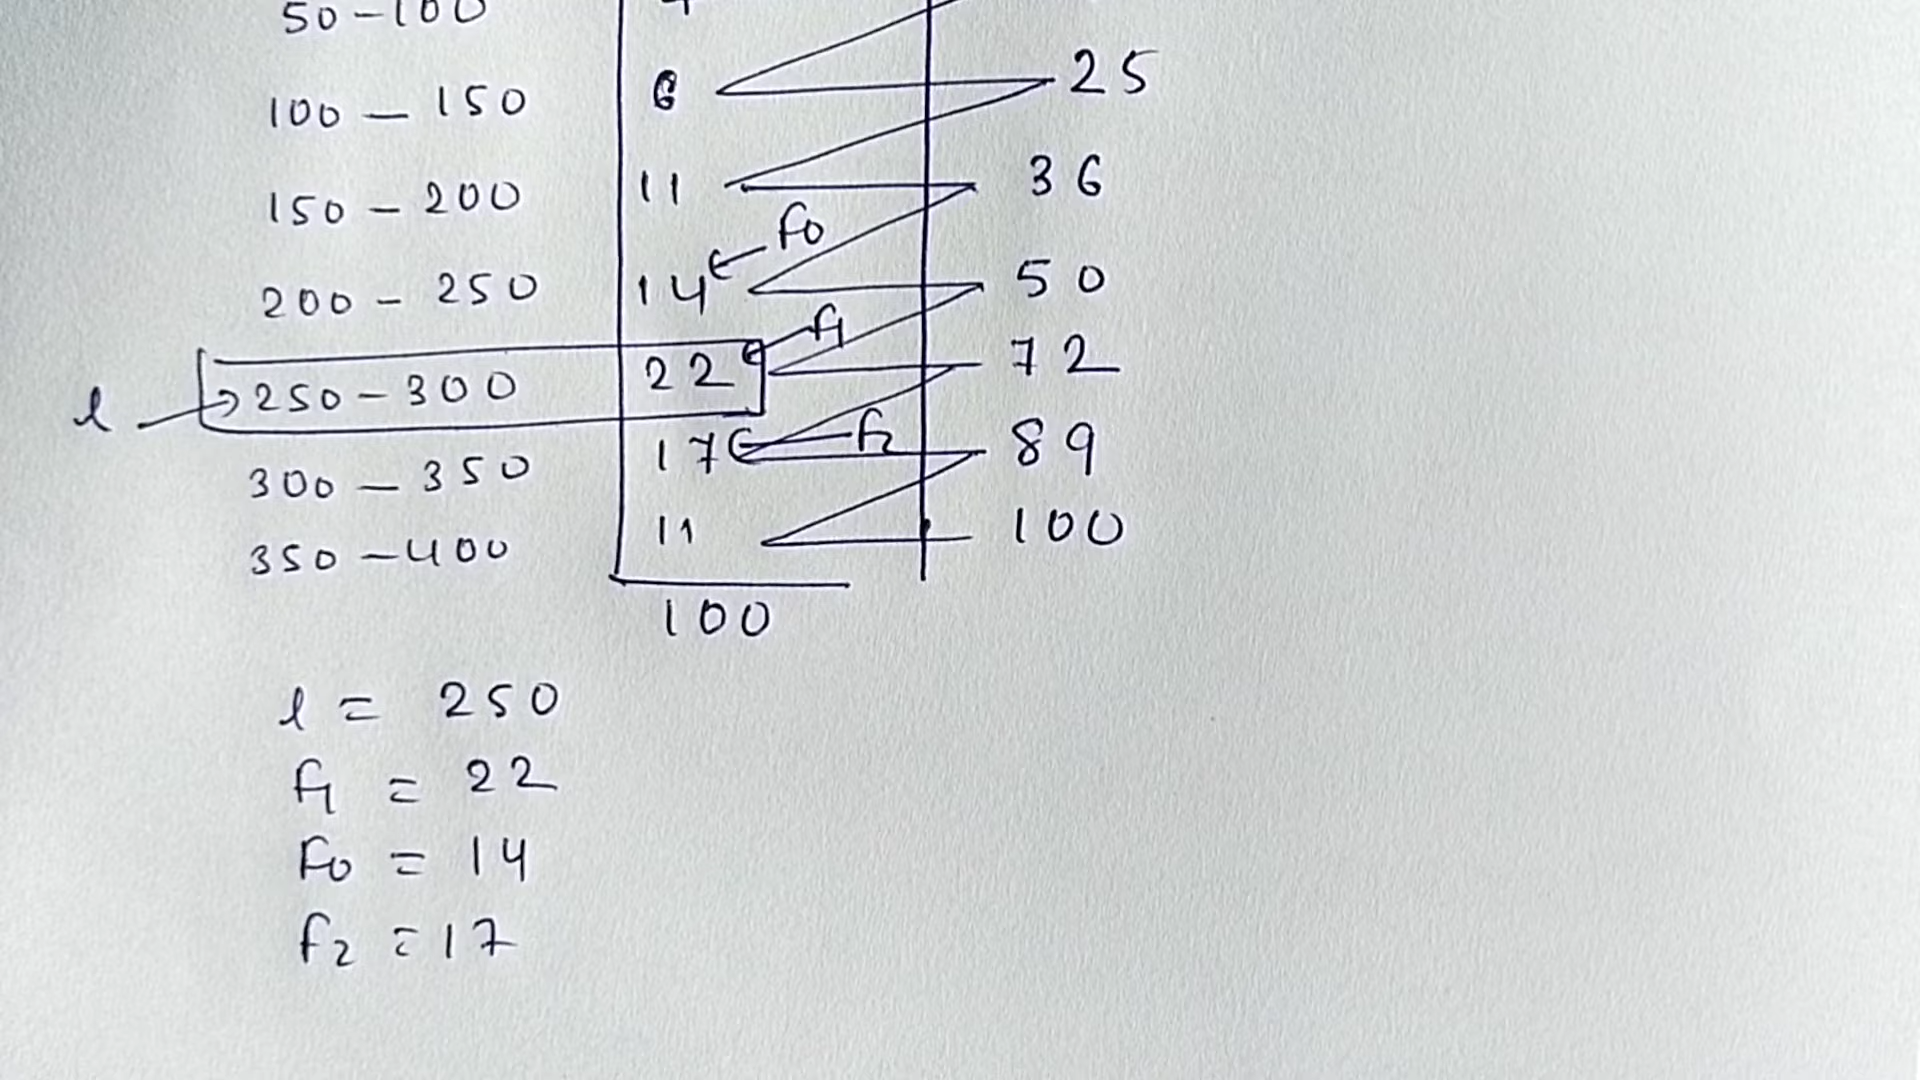 50-100
100 - 150 6 25
150 - 200 11 36
f0
200 - 250 14 50
f1
l 250 - 300 22 72
300 - 350 17 f2 89
350 - 400 11 100
100
l = 250
f1 = 22
f0 = 14
f2 = 17